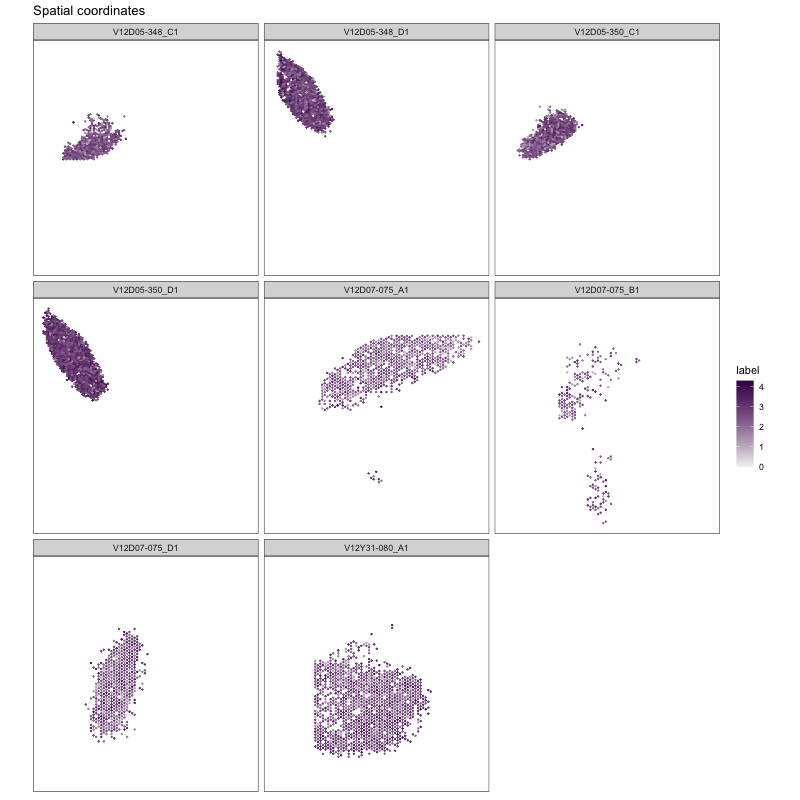 Spatial coordinates
V12D05-348_C1
V12D05-348_D1
V12D05-350_C1
V12D05-350_D1
V12D07-075_A1
V12D07-075_B1
label
4
3
2
1
0
V12D07-075_D1
V12Y31-080_A1